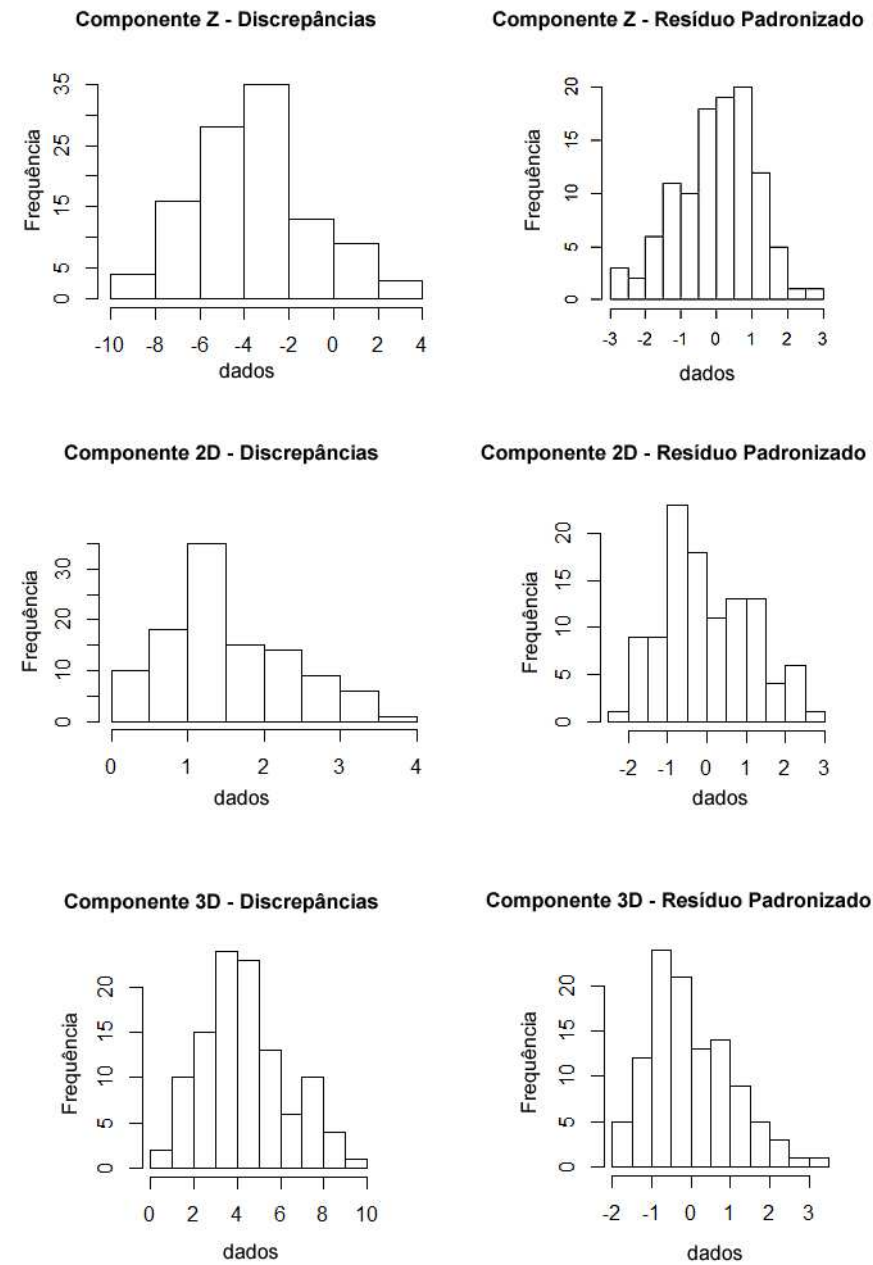 Componente Z - Discrepâncias
Componente Z - Resíduo Padronizado
Frequência
0 5 15 25 35
-10 -8 -6 -4 -2 0 2 4
dados
Frequência
0 5 10 15 20
-3 -2 -1 0 1 2 3
dados
Componente 2D - Discrepâncias
Componente 2D - Resíduo Padronizado
Frequência
0 10 20 30
0 1 2 3 4
dados
Frequência
0 5 10 15 20
-2 -1 0 1 2 3
dados
Componente 3D - Discrepâncias
Componente 3D - Resíduo Padronizado
Frequência
0 5 10 15 20
0 2 4 6 8 10
dados
Frequência
0 5 10 15 20
-2 -1 0 1 2 3
dados